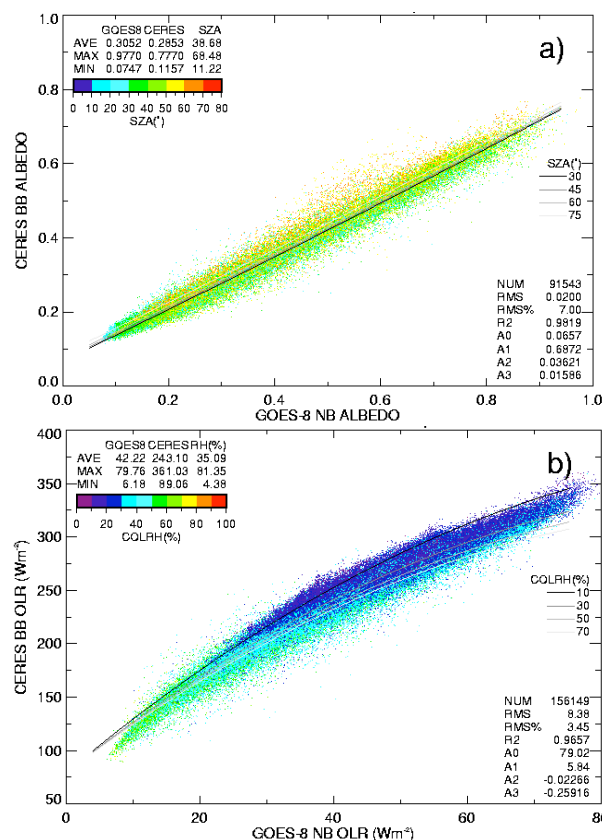 a)
GOES8 CERES SZA
AVE 0.3052 0.2853 38.68
MAX 0.9770 0.7770 68.48
MIN 0.0747 0.1157 11.22
0 10 20 30 40 50 60 70 80
SZA(°)
1.0
0.8
0.6
0.4
0.2
0.0
CERES BB ALBEDO
SZA(°)
30
45
60
75
NUM 91543
RMS 0.0200
RMS% 7.00
R2 0.9819
A0 0.0657
A1 0.6872
A2 0.03621
A3 0.01586
0.0 0.2 0.4 0.6 0.8 1.0
GOES-8 NB ALBEDO
b)
GOES8 CERES RH(%)
AVE 42.22 243.10 35.09
MAX 79.76 361.03 81.35
MIN 6.18 89.06 4.38
0 20 40 60 80 100
COLRH(%)
400
350
300
250
200
150
100
50
CERES BB OLR (Wm⁻²)
COLRH(%)
10
30
50
70
NUM 156149
RMS 8.38
RMS% 3.45
R2 0.9657
A0 79.02
A1 5.84
A2 -0.02266
A3 -0.25916
0 20 40 60 80
GOES-8 NB OLR (Wm⁻²)